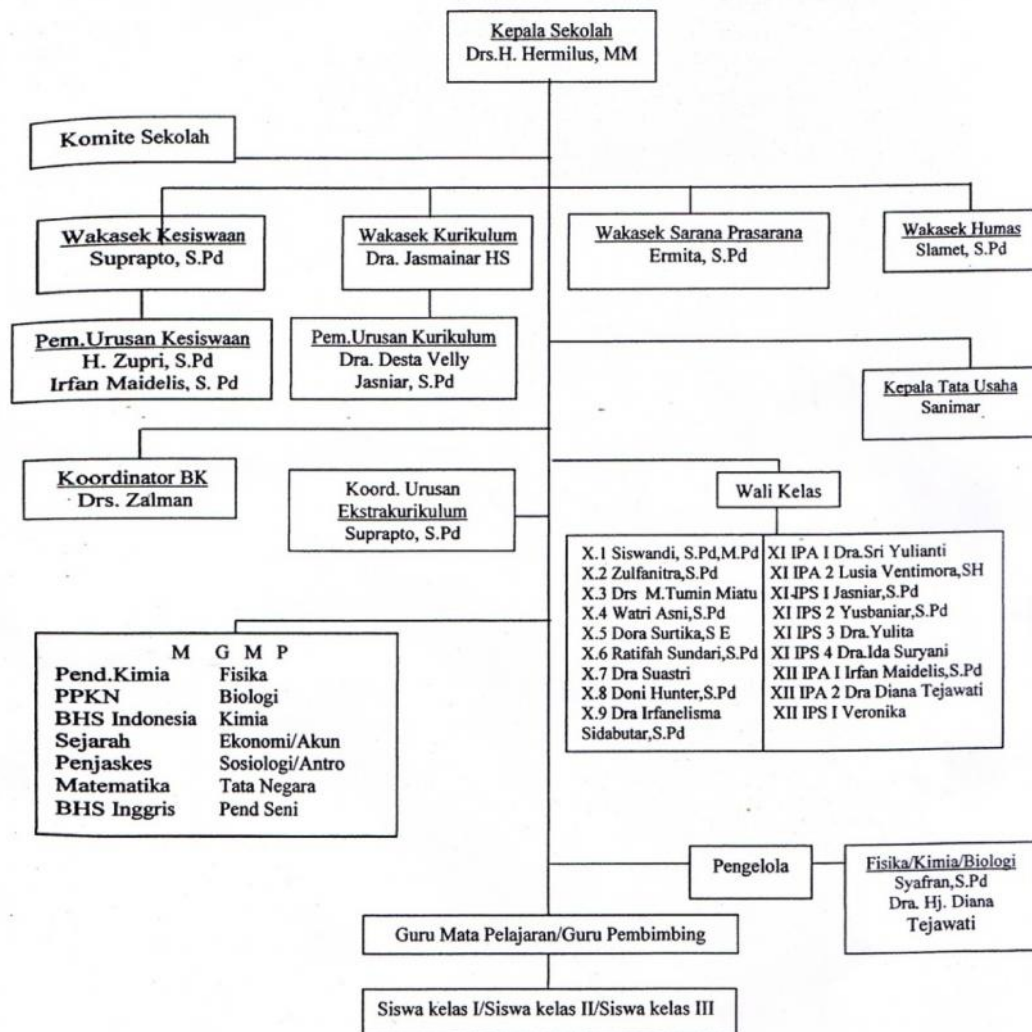 Kepala Sekolah
Drs.H. Hermilus, MM
Komite Sekolah
Wakasek Kesiswaan
Suprapto, S.Pd
Wakasek Kurikulum
Dra. Jasmainar HS
Wakasek Sarana Prasarana
Ermita, S.Pd
Wakasek Humas
Slamet, S.Pd
Pem.Urusan Kesiswaan
H. Zupri, S.Pd
Irfan Maidelis, S. Pd
Pem.Urusan Kurikulum
Dra. Desta Velly
Jasniar, S.Pd
Kepala Tata Usaha
Sanimar
Koordinator BK
Drs. Zalman
Koord. Urusan
Ekstrakurikulum
Suprapto, S.Pd
Wali Kelas
X.1 Siswandi, S.Pd,M.Pd
X.2 Zulfanitra,S.Pd
X.3 Drs M.Tumin Miatu
X.4 Watri Asni,S.Pd
X.5 Dora Surtika,S E
X.6 Ratifah Sundari,S.Pd
X.7 Dra Suastri
X.8 Doni Hunter,S.Pd
X.9 Dra Irfanelisma
Sidabutar,S.Pd
XI IPA I Dra.Sri Yulianti
XI IPA 2 Lusia Ventimora,SH
XI-IPS I Jasniar,S.Pd
XI IPS 2 Yusbaniar,S.Pd
XI IPS 3 Dra.Yulita
XI IPS 4 Dra.Ida Suryani
XII IPA I Irfan Maidelis,S.Pd
XII IPA 2 Dra Diana Tejawati
XII IPS I Veronika
M G M P
Pend.Kimia Fisika
PPKN Biologi
BHS Indonesia Kimia
Sejarah Ekonomi/Akun
Penjaskes Sosiologi/Antro
Matematika Tata Negara
BHS Inggris Pend Seni
Pengelola
Fisika/Kimia/Biologi
Syafran,S.Pd
Dra. Hj. Diana
Tejawati
Guru Mata Pelajaran/Guru Pembimbing
Siswa kelas I/Siswa kelas II/Siswa kelas III